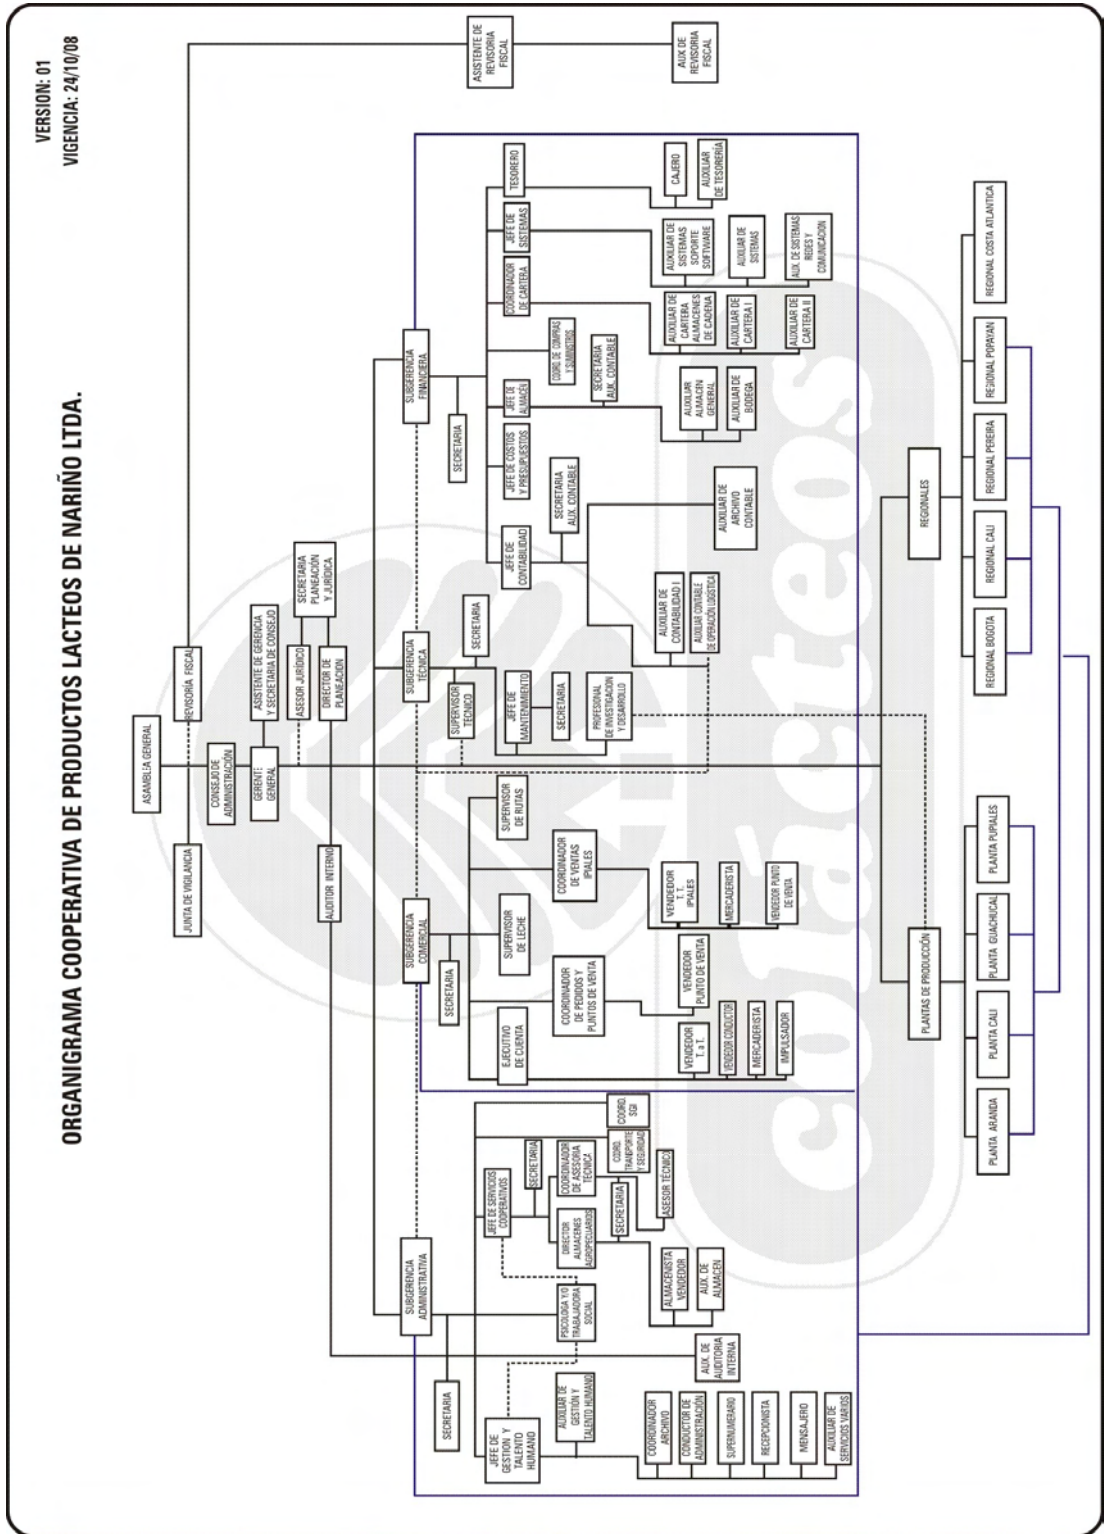 ORGANIGRAMA COOPERATIVA DE PRODUCTOS LACTEOS DE NARIÑO LTDA.
VERSION: 01
VIGENCIA: 24/10/08
ASAMBLEA GENERAL
JUNTA DE VIGILANCIA
REVISORÍA FISCAL
ASISTENTE DE
REVISORIA
FISCAL
AUX DE
REVISORIA
FISCAL
CONSEJO DE
ADMINISTRACIÓN
GERENTE
GENERAL
ASISTENTE DE GERENCIA
Y SECRETARIA DE CONSEJO
ASESOR JURÍDICO
SECRETARIA
PLANEACIÓN
Y JURÍDICA
DIRECTOR DE
PLANEACION
AUDITOR INTERNO
AUX. DE
AUDITORIA
INTERNA
SUBGERENCIA
ADMINISTRATIVA
SECRETARIA
JEFE DE
GESTION Y
TALENTO
HUMANO
AUXILIAR DE
GESTIÓN Y
TALENTO HUMANO
COORDINADOR
ARCHIVO
CONDUCTOR DE
ADMINISTRACIÓN
SUPERNUMERARIO
RECEPCIONISTA
MENSAJERO
AUXILIAR DE
SERVICIOS VARIOS
PSICOLOGA Y/O
TRABAJADORA
SOCIAL
JEFE DE SERVICIOS
COOPERATIVOS
SECRETARIA
DIRECTOR
ALMACENES
AGROPECUARIOS
COORDINADOR
DE ASESORIA
TÉCNICA
SECRETARIA
ALMACENISTA
VENDEDOR
AUX. DE
ALMACEN
ASESOR TÉCNICO
COORD.
TRANSPORTE
Y SEGURIDAD
COORD.
SGI
SUBGERENCIA
COMERCIAL
SECRETARIA
EJECUTIVO
DE CUENTA
SUPERVISOR
DE LECHE
SUPERVISOR
DE RUTAS
COORDINADOR
DE PEDIDOS Y
PUNTOS DE VENTA
COORDINADOR
DE VENTAS
IPIALES
VENDEDOR
T. a T.
VENDEDOR CONDUCTOR
MERCADERISTA
IMPULSADOR
VENDEDOR
PUNTO DE VENTA
VENDEDOR
T. T.
IPIALES
MERCADERISTA
VENDEDOR PUNTO
DE VENTA
SUBGERENCIA
TÉCNICA
SUPERVISOR
TÉCNICO
SECRETARIA
JEFE DE
MANTENIMIENTO
SECRETARIA
PROFESIONAL
DE INVESTIGACION
Y DESARROLLO
SUBGERENCIA
FINANCIERA
SECRETARIA
JEFE DE
CONTABILIDAD
SECRETARIA
AUX. CONTABLE
AUXILIAR DE
CONTABILIDAD I
AUXILIAR CONTABLE
DE OPERACIÓN LOGÍSTICA
AUXILIAR DE
ARCHIVO
CONTABLE
JEFE DE COSTOS
Y PRESUPUESTOS
JEFE DE
ALMACÉN
SECRETARIA
AUX. CONTABLE
AUXILIAR
ALMACEN
GENERAL
AUXILIAR DE
BODEGA
COORD. DE COMPRAS
Y SUMINISTROS
COORDINADOR
DE CARTERA
AUXILIAR DE
CARTERA
ALMACENES
DE CADENA
AUXILIAR DE
CARTERA I
AUXILIAR DE
CARTERA II
JEFE DE
SISTEMAS
AUXILIAR DE
SISTEMAS
SOPORTE
SOFTWARE
AUXILIAR DE
SISTEMAS
AUX. DE SISTEMAS
REDES Y
COMUNICACION
TESORERO
CAJERO
AUXILIAR
DE TESORERÍA
PLANTAS DE PRODUCCIÓN
PLANTA ARANDA
PLANTA CALI
PLANTA GUACHUCAL
PLANTA PUPIALES
REGIONALES
REGIONAL BOGOTA
REGIONAL CALI
REGIONAL PEREIRA
REGIONAL POPAYAN
REGIONAL COSTA ATLANTICA
colácteos